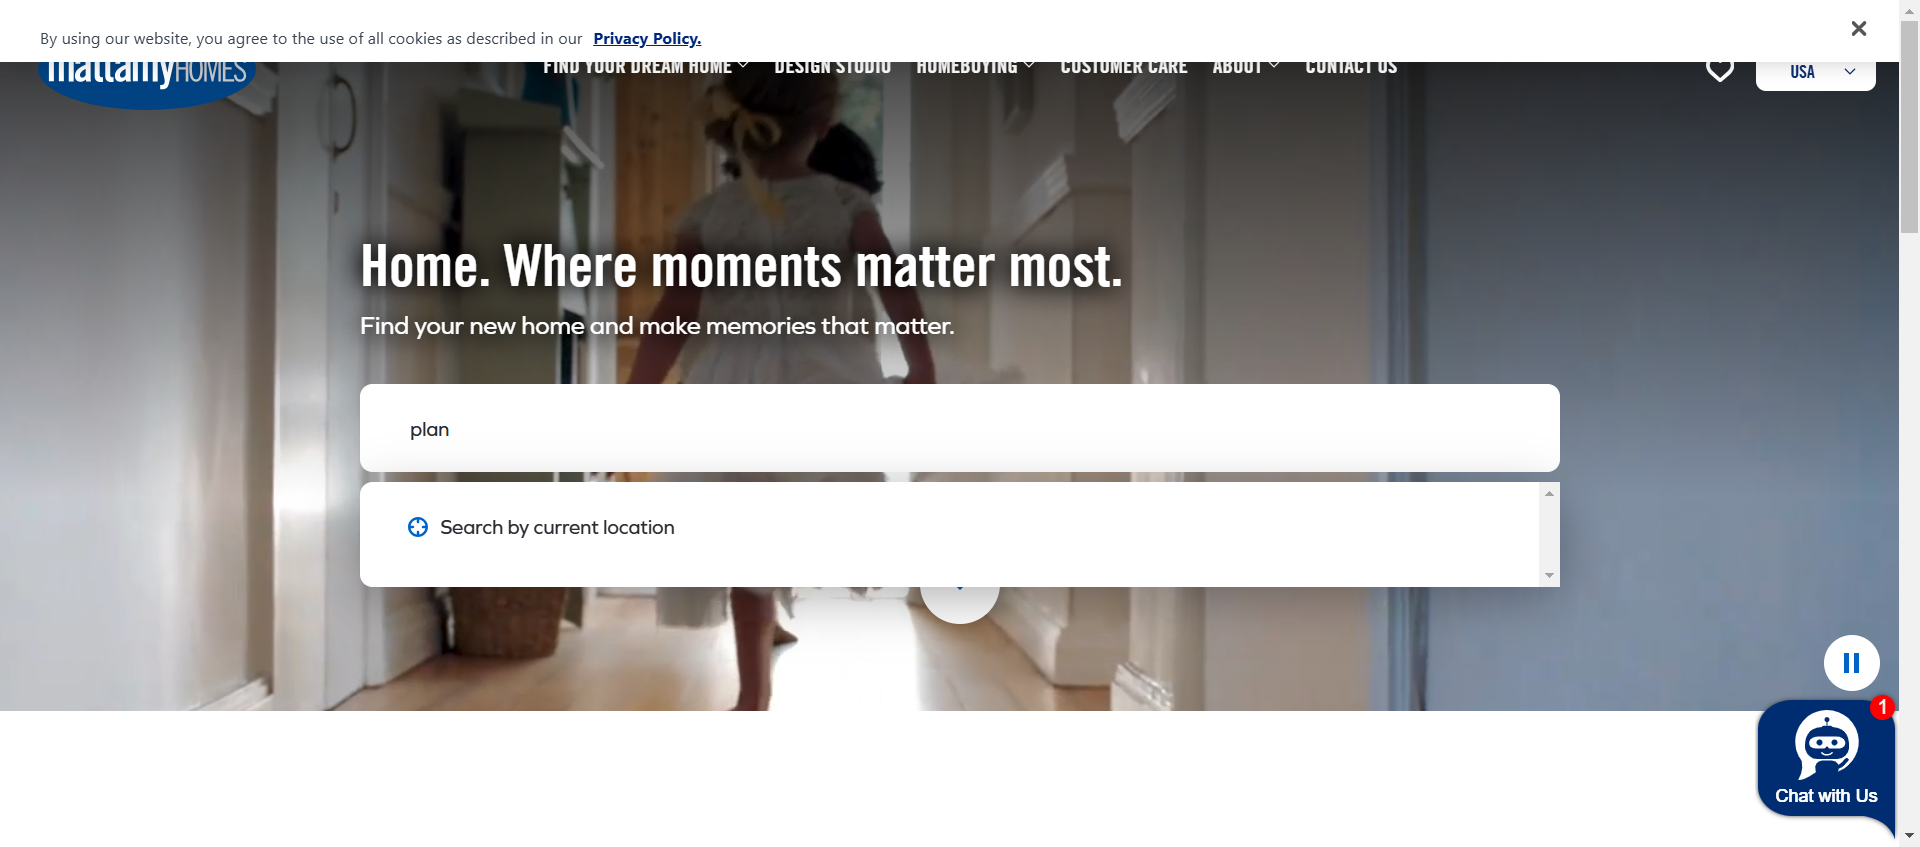 By using our website, you agree to the use of all cookies as described in our Privacy Policy.
mattamyHOMES
FIND YOUR DREAM HOME
DESIGN STUDIO
HOMEBUYING
CUSTOMER CARE
ABOUT
CONTACT US
USA
Home. Where moments matter most.
Find your new home and make memories that matter.
plan
Search by current location
1
Chat with Us